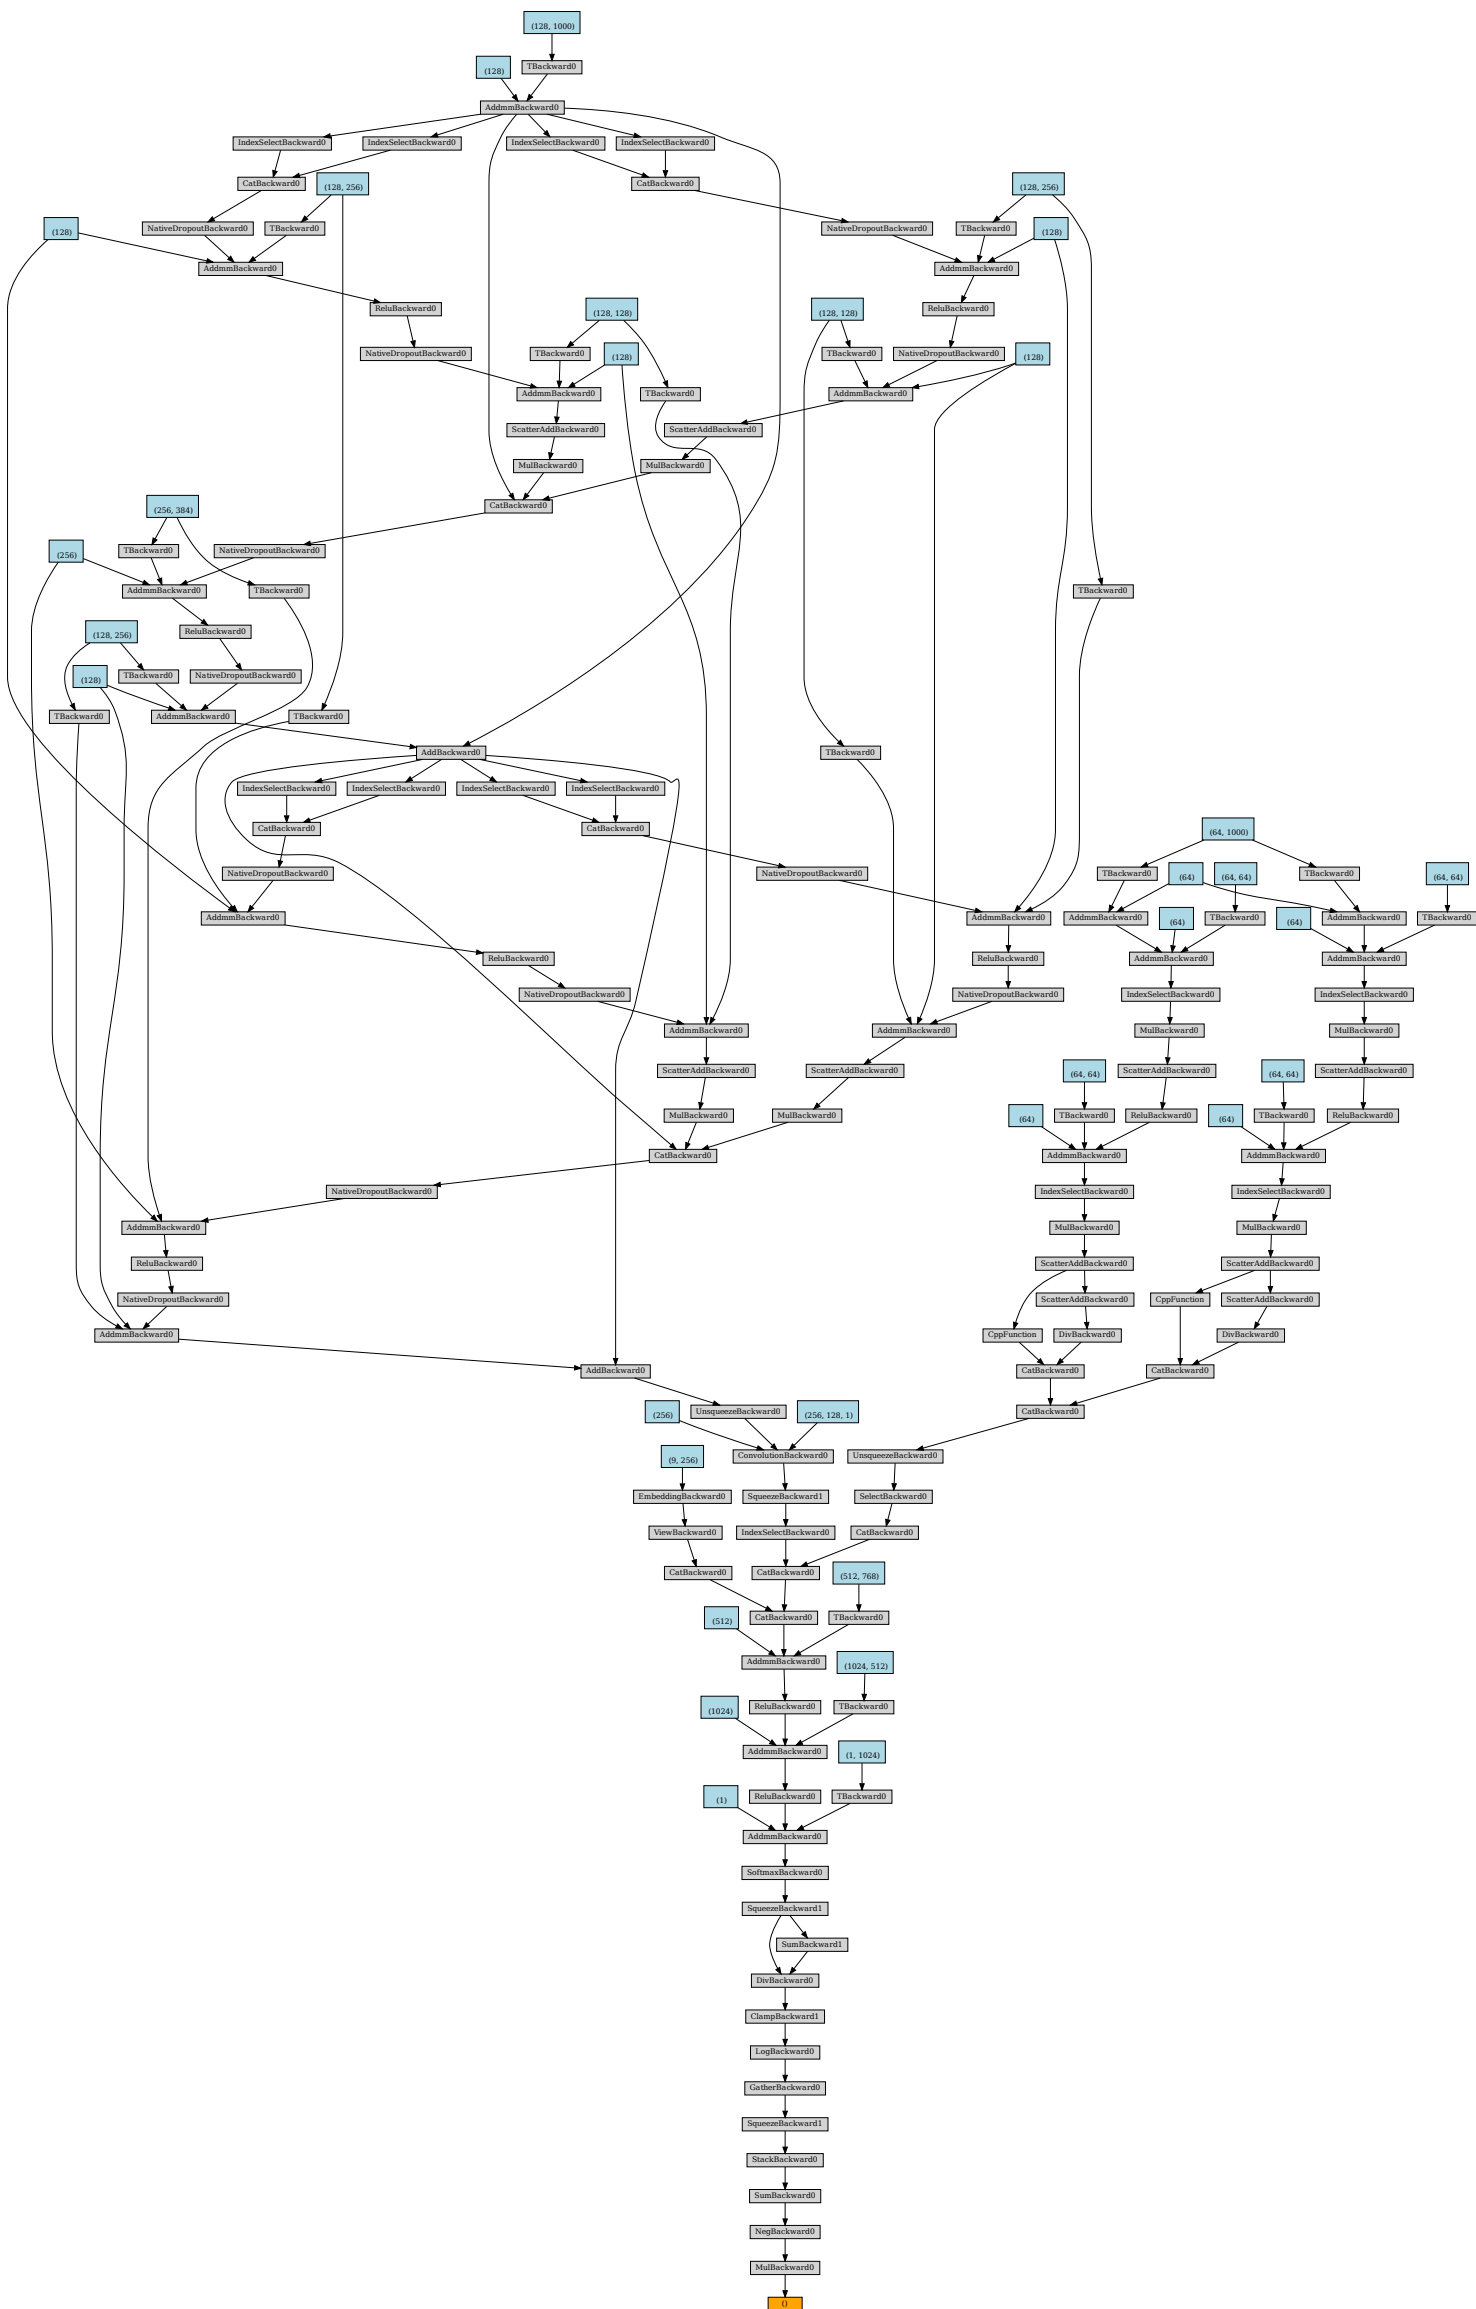 (128, 1000)
(128)
TBackward0
AddmmBackward0
IndexSelectBackward0
IndexSelectBackward0
IndexSelectBackward0
IndexSelectBackward0
CatBackward0
(128, 256)
CatBackward0
(128, 256)
(128)
NativeDropoutBackward0
TBackward0
NativeDropoutBackward0
TBackward0
(128)
AddmmBackward0
AddmmBackward0
ReluBackward0
(128, 128)
(128, 128)
ReluBackward0
NativeDropoutBackward0
TBackward0
(128)
TBackward0
NativeDropoutBackward0
(128)
AddmmBackward0
TBackward0
AddmmBackward0
ScatterAddBackward0
ScatterAddBackward0
MulBackward0
MulBackward0
(256, 384)
CatBackward0
(256)
TBackward0
NativeDropoutBackward0
AddmmBackward0
TBackward0
TBackward0
(128, 256)
ReluBackward0
(128)
TBackward0
NativeDropoutBackward0
TBackward0
AddmmBackward0
TBackward0
AddBackward0
TBackward0
IndexSelectBackward0
IndexSelectBackward0
IndexSelectBackward0
IndexSelectBackward0
CatBackward0
CatBackward0
(64, 1000)
NativeDropoutBackward0
NativeDropoutBackward0
TBackward0
(64)
(64, 64)
TBackward0
(64, 64)
AddmmBackward0
AddmmBackward0
AddmmBackward0
(64)
TBackward0
(64)
AddmmBackward0
TBackward0
ReluBackward0
ReluBackward0
AddmmBackward0
AddmmBackward0
NativeDropoutBackward0
NativeDropoutBackward0
IndexSelectBackward0
IndexSelectBackward0
AddmmBackward0
AddmmBackward0
MulBackward0
MulBackward0
ScatterAddBackward0
ScatterAddBackward0
(64, 64)
ScatterAddBackward0
(64, 64)
ScatterAddBackward0
MulBackward0
MulBackward0
(64)
TBackward0
ReluBackward0
(64)
TBackward0
ReluBackward0
CatBackward0
AddmmBackward0
AddmmBackward0
NativeDropoutBackward0
IndexSelectBackward0
IndexSelectBackward0
AddmmBackward0
MulBackward0
MulBackward0
ReluBackward0
ScatterAddBackward0
ScatterAddBackward0
NativeDropoutBackward0
ScatterAddBackward0
CppFunction
ScatterAddBackward0
AddmmBackward0
CppFunction
DivBackward0
DivBackward0
AddBackward0
CatBackward0
CatBackward0
(256)
UnsqueezeBackward0
(256, 128, 1)
CatBackward0
(9, 256)
ConvolutionBackward0
UnsqueezeBackward0
EmbeddingBackward0
SqueezeBackward1
SelectBackward0
ViewBackward0
IndexSelectBackward0
CatBackward0
CatBackward0
CatBackward0
(512, 768)
(512)
CatBackward0
TBackward0
AddmmBackward0
(1024, 512)
(1024)
ReluBackward0
TBackward0
AddmmBackward0
(1, 1024)
(1)
ReluBackward0
TBackward0
AddmmBackward0
SoftmaxBackward0
SqueezeBackward1
SumBackward1
DivBackward0
ClampBackward1
LogBackward0
GatherBackward0
SqueezeBackward1
StackBackward0
SumBackward0
NegBackward0
MulBackward0
()